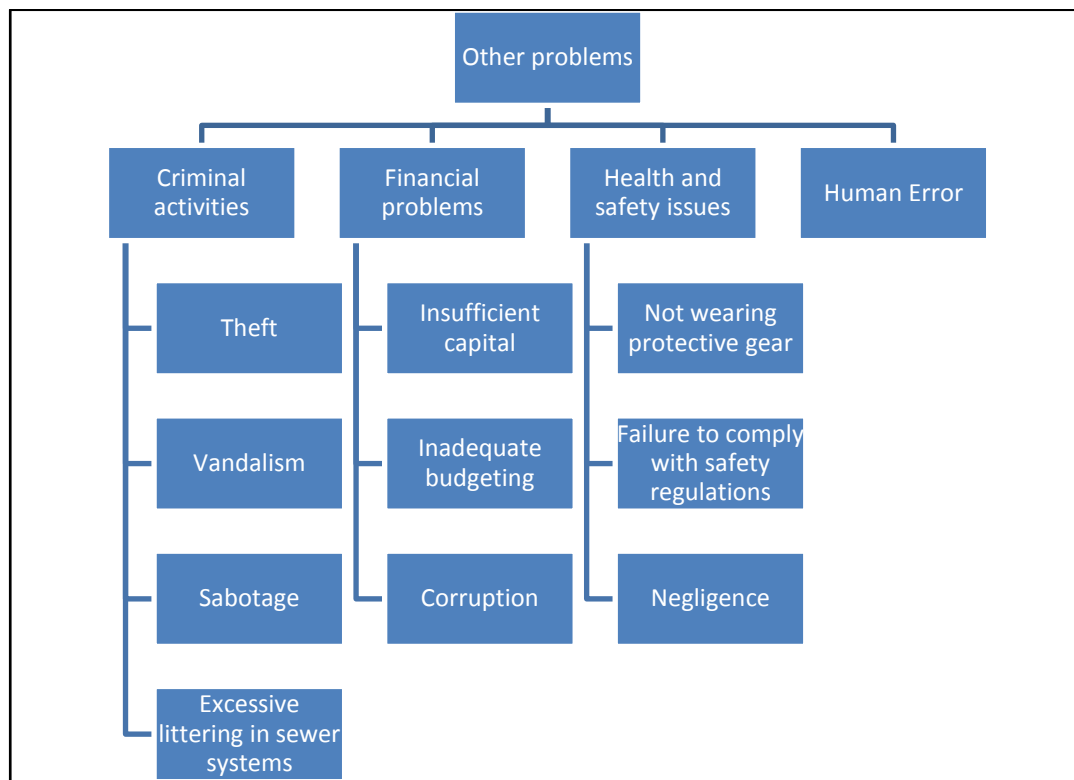 Other problems
Criminal
activities
Financial
problems
Health and
safety issues
Human Error
Theft
Insufficient
capital
Not wearing
protective gear
Vandalism
Inadequate
budgeting
Failure to comply
with safety
regulations
Sabotage
Corruption
Negligence
Excessive
littering in sewer
systems